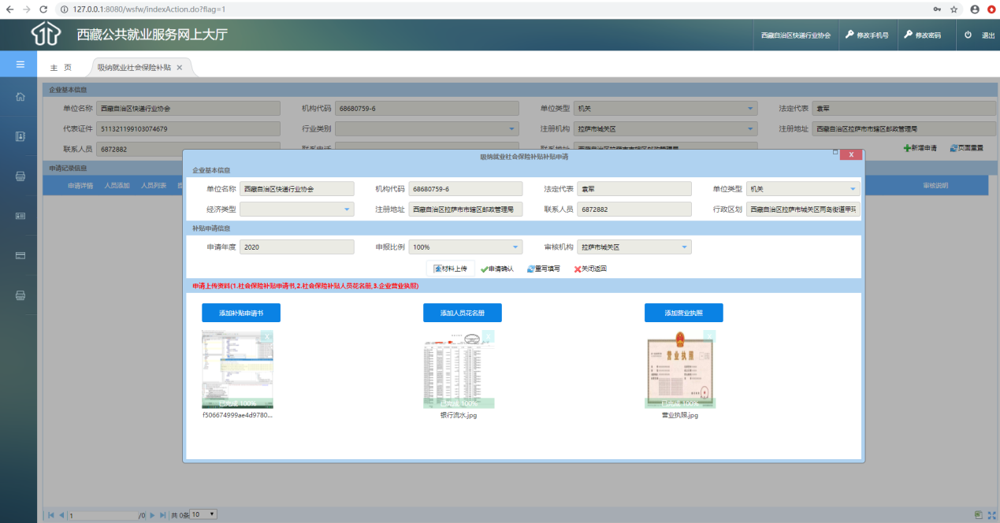 127.0.0.1:8080/wsfw/indexAction.do?flag=1
西藏公共就业服务网上大厅
西藏自治区快递行业协会 修改手机号 修改密码 退出
主 页 吸纳就业社会保险补贴
企业基本信息
单位名称 西藏自治区快递行业协会 机构代码 68680759-6 单位类型 机关 法定代表 袁军
代表证件 511321199103074679 行业类别 注册机构 拉萨市城关区 注册地址 西藏自治区拉萨市市辖区邮政管理局
联系人员 6872882 新增申请 页面重置
申请记录信息
申请详情 人员添加 人员列表 审核说明
吸纳就业社会保险补贴补贴申请
X
企业基本信息
单位名称 西藏自治区快递行业协会 机构代码 68680759-6 法定代表 袁军 单位类型 机关
经济类型 注册地址 西藏自治区拉萨市市辖区邮政管理局 联系人员 6872882 行政区划 西藏自治区拉萨市城关区两岛街道甲玛
补贴申请信息
申请年度 2020 申报比例 100% 审核机构 拉萨市城关区
材料上传 申请确认 重写填写 关闭返回
申请上传资料(1.社会保险补贴申请书,2.社会保险补贴人员花名册,3.企业营业执照)
添加补贴申请书 添加人员花名册 添加营业执照
营业执照
已完成 100% 已完成 100% 已完成 100%
f506674999ae4d9780... 银行流水.jpg 营业执照.jpg
1 /0 共 0条 10